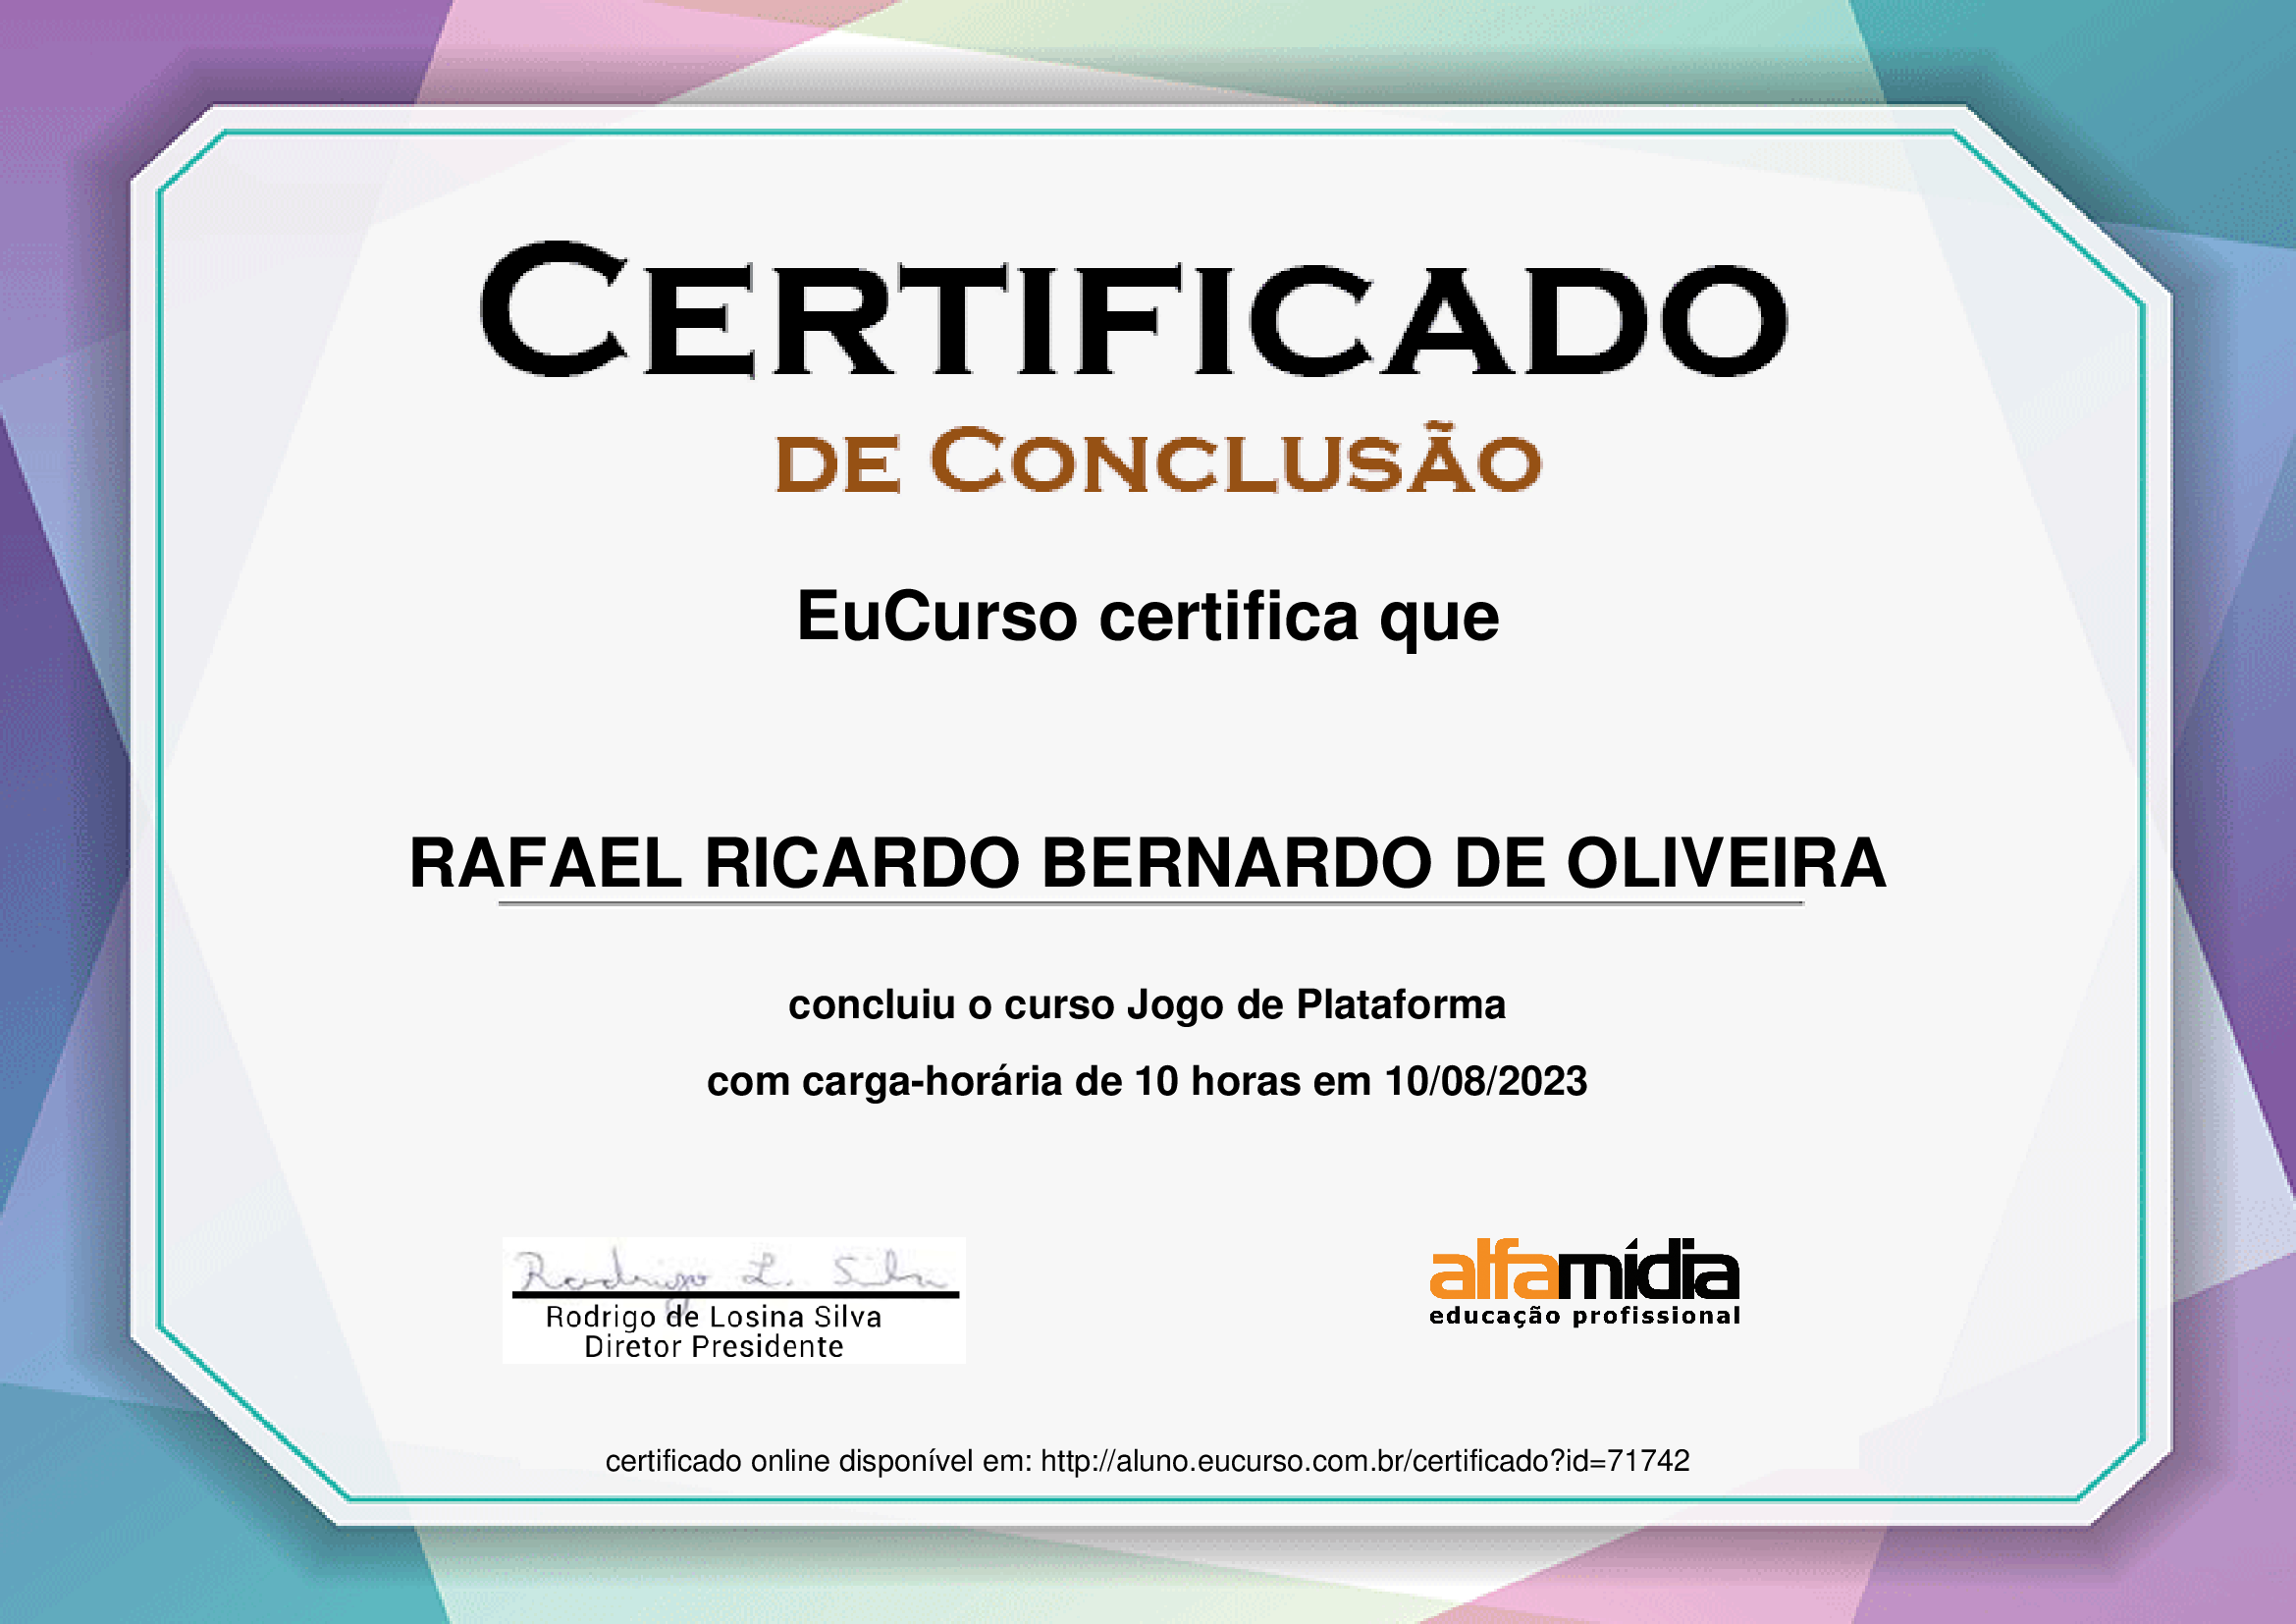 CERTIFICADO
DE CONCLUSÃO
EuCurso certifica que
RAFAEL RICARDO BERNARDO DE OLIVEIRA
concluiu o curso Jogo de Plataforma
com carga-horária de 10 horas em 10/08/2023
Rodrigo L. Silva
Rodrigo de Losina Silva
Diretor Presidente
alfamídia
educação profissional
certificado online disponível em: http://aluno.eucurso.com.br/certificado?id=71742